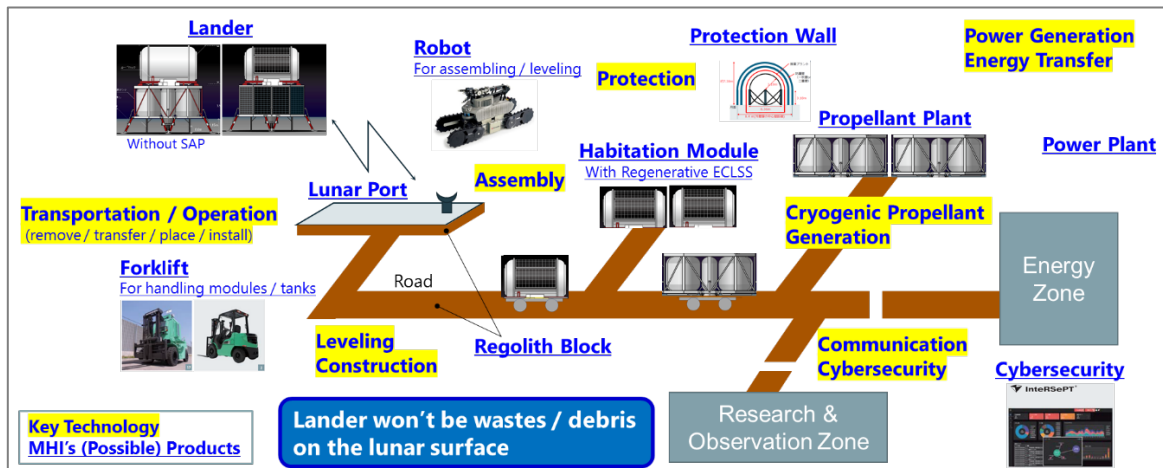 Lander
Without SAP
Robot
For assembling / leveling
Protection
Protection Wall
Power Generation
Energy Transfer
Propellant Plant
Power Plant
Habitation Module
With Regenerative ECLSS
Assembly
Lunar Port
Transportation / Operation
(remove / transfer / place / install)
Cryogenic Propellant
Generation
Forklift
For handling modules / tanks
Road
Energy
Zone
Leveling
Construction
Regolith Block
Communication
Cybersecurity
Cybersecurity
InteRSePT
Key Technology
MHI's (Possible) Products
Lander won't be wastes / debris
on the lunar surface
Research &
Observation Zone